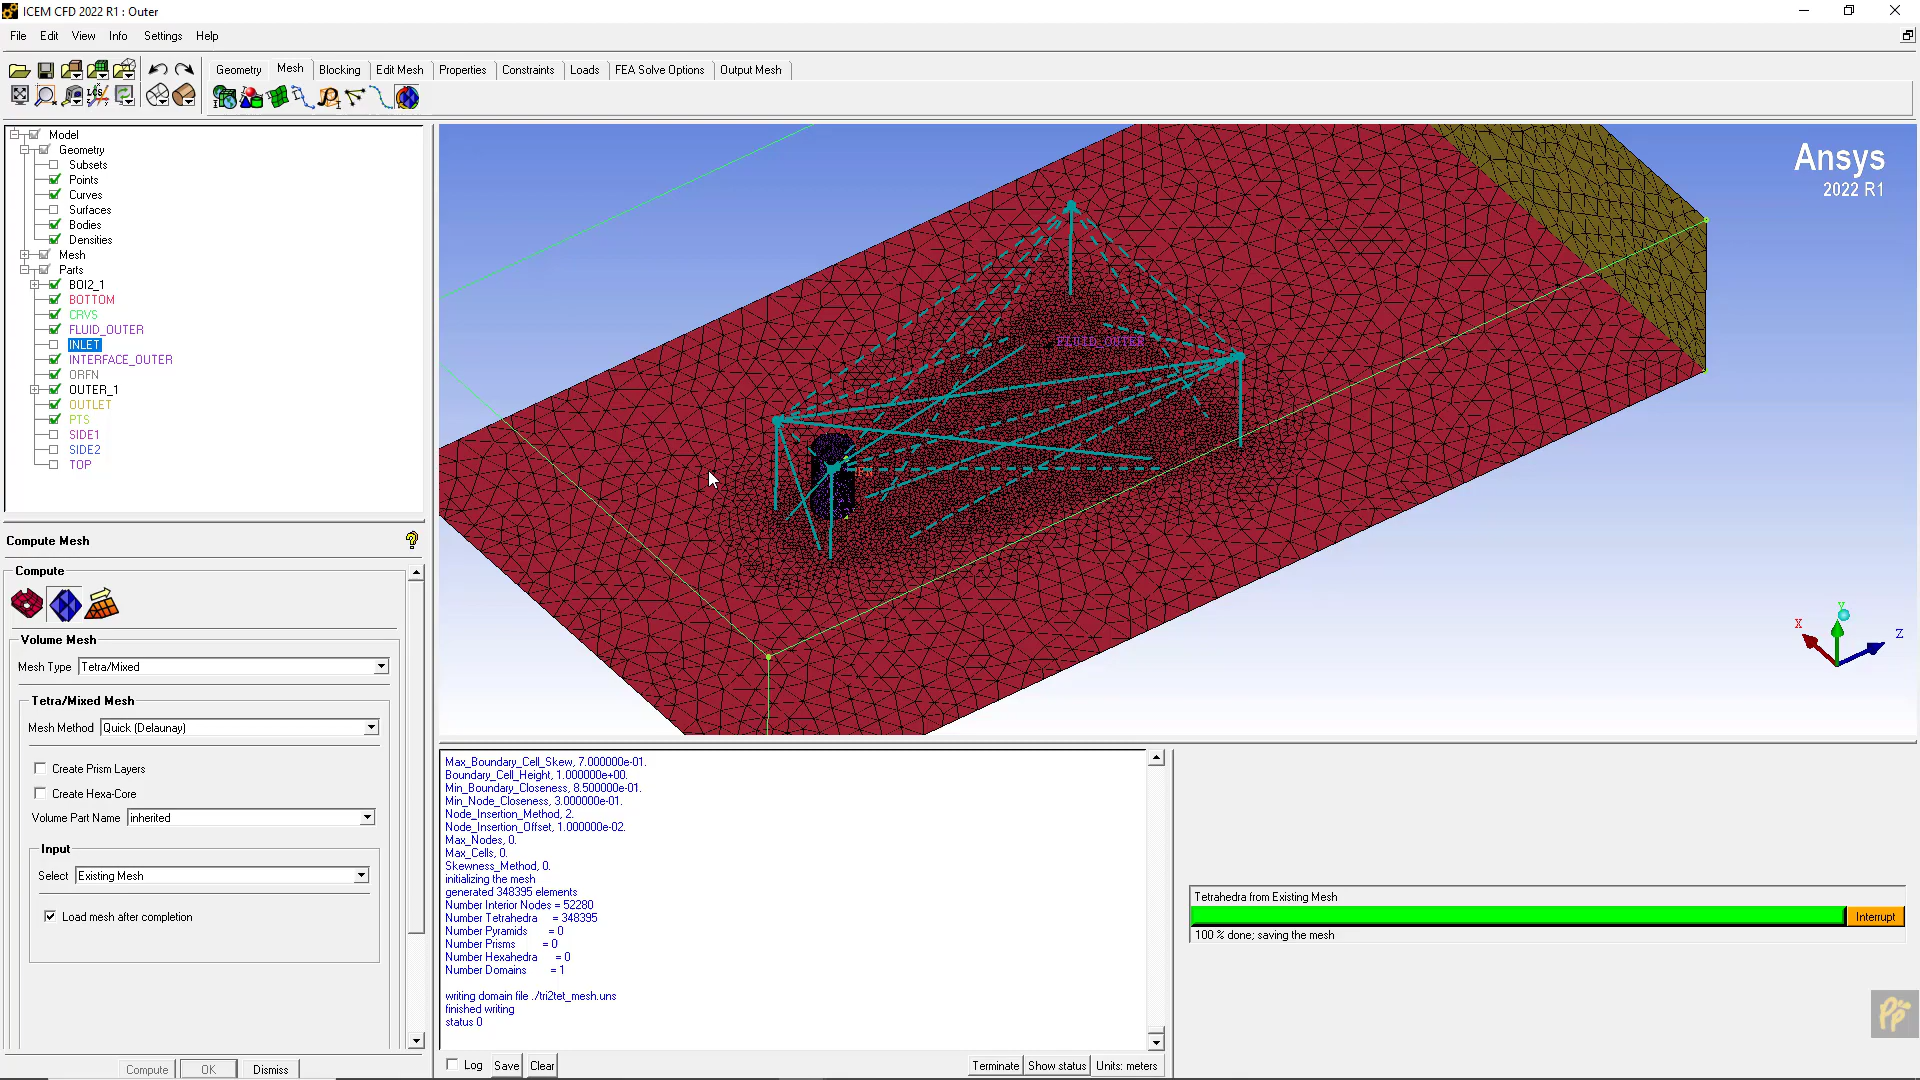 ICEM CFD 2022 R1 : Outer
File Edit View Info Settings Help
Geometry Mesh Blocking Edit Mesh Properties Constraints Loads FEA Solve Options Output Mesh
LCS
Model
Geometry
Subsets
Points
Curves
Surfaces
Bodies
Densities
Mesh
Parts
BOI2_1
BOTTOM
CRVS
FLUID_OUTER
INLET
INTERFACE_OUTER
ORFN
OUTER_1
OUTLET
PTS
SIDE1
SIDE2
TOP
Compute Mesh
Compute
Volume Mesh
Mesh Type Tetra/Mixed
Tetra/Mixed Mesh
Mesh Method Quick (Delaunay)
Create Prism Layers
Create Hexa-Core
Volume Part Name inherited
Input
Select Existing Mesh
Load mesh after completion
Compute OK Dismiss
Ansys
2022 R1
FLUID_OUTER
Y
X
Z
Max_Boundary_Cell_Skew, 7.000000e-01.
Boundary_Cell_Height, 1.000000e+00.
Min_Boundary_Closeness, 8.500000e-01.
Min_Node_Closeness, 3.000000e-01.
Node_Insertion_Method, 2.
Node_Insertion_Offset, 1.000000e-02.
Max_Nodes, 0.
Max_Cells, 0.
Skewness_Method, 0.
initializing the mesh
generated 348395 elements
Number Interior Nodes = 52280
Number Tetrahedra = 348395
Number Pyramids = 0
Number Prisms = 0
Number Hexahedra = 0
Number Domains = 1
writing domain file ./tri2tet_mesh.uns
finished writing
status 0
Log Save Clear Terminate Show status Units: meters
Tetrahedra from Existing Mesh
Interrupt
100 % done; saving the mesh